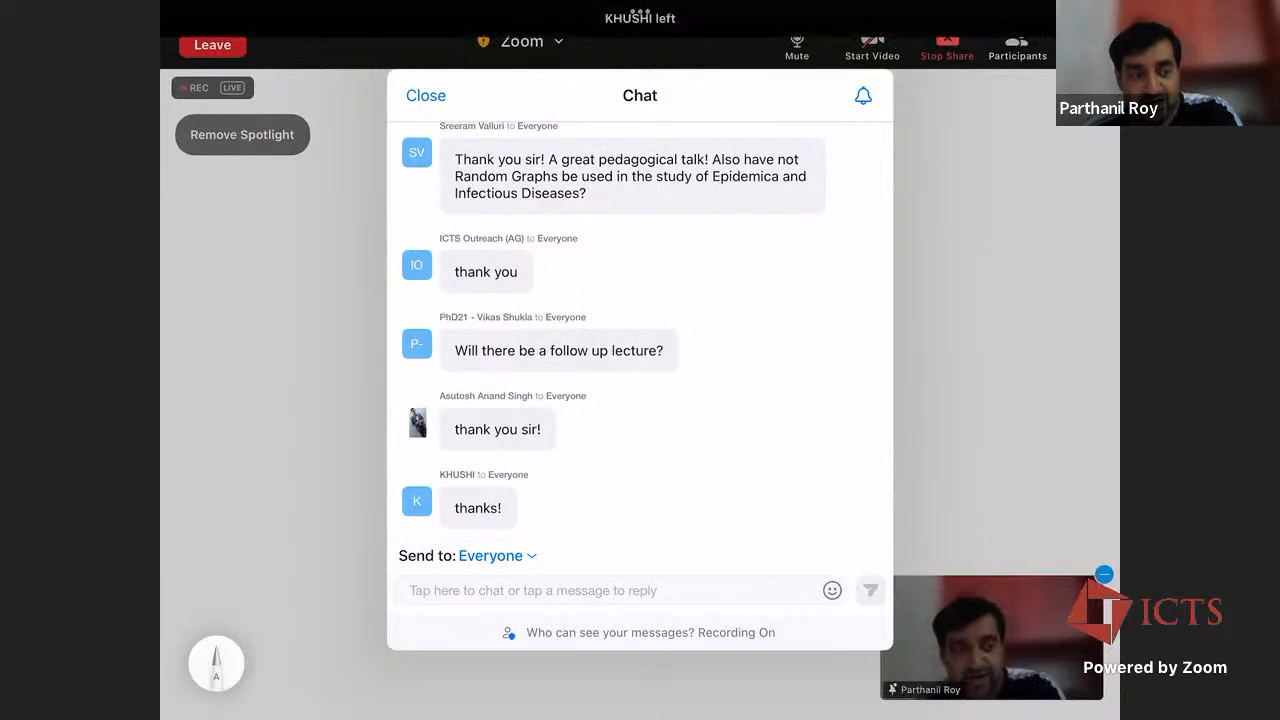 KHUSHI left
Leave
Zoom
Mute
Start Video
Stop Share
Participants
Parthanil Roy
REC
LIVE
Remove Spotlight
Close
Chat
Sreeram Valluri to Everyone
SV
Thank you sir! A great pedagogical talk! Also have not
Random Graphs be used in the study of Epidemica and
Infectious Diseases?
ICTS Outreach (AG) to Everyone
IO
thank you
PhD21 - Vikas Shukla to Everyone
P-
Will there be a follow up lecture?
Asutosh Anand Singh to Everyone
thank you sir!
KHUSHI to Everyone
K
thanks!
Send to: Everyone
Tap here to chat or tap a message to reply
Who can see your messages? Recording On
A
Parthanil Roy
ICTS
Powered by Zoom